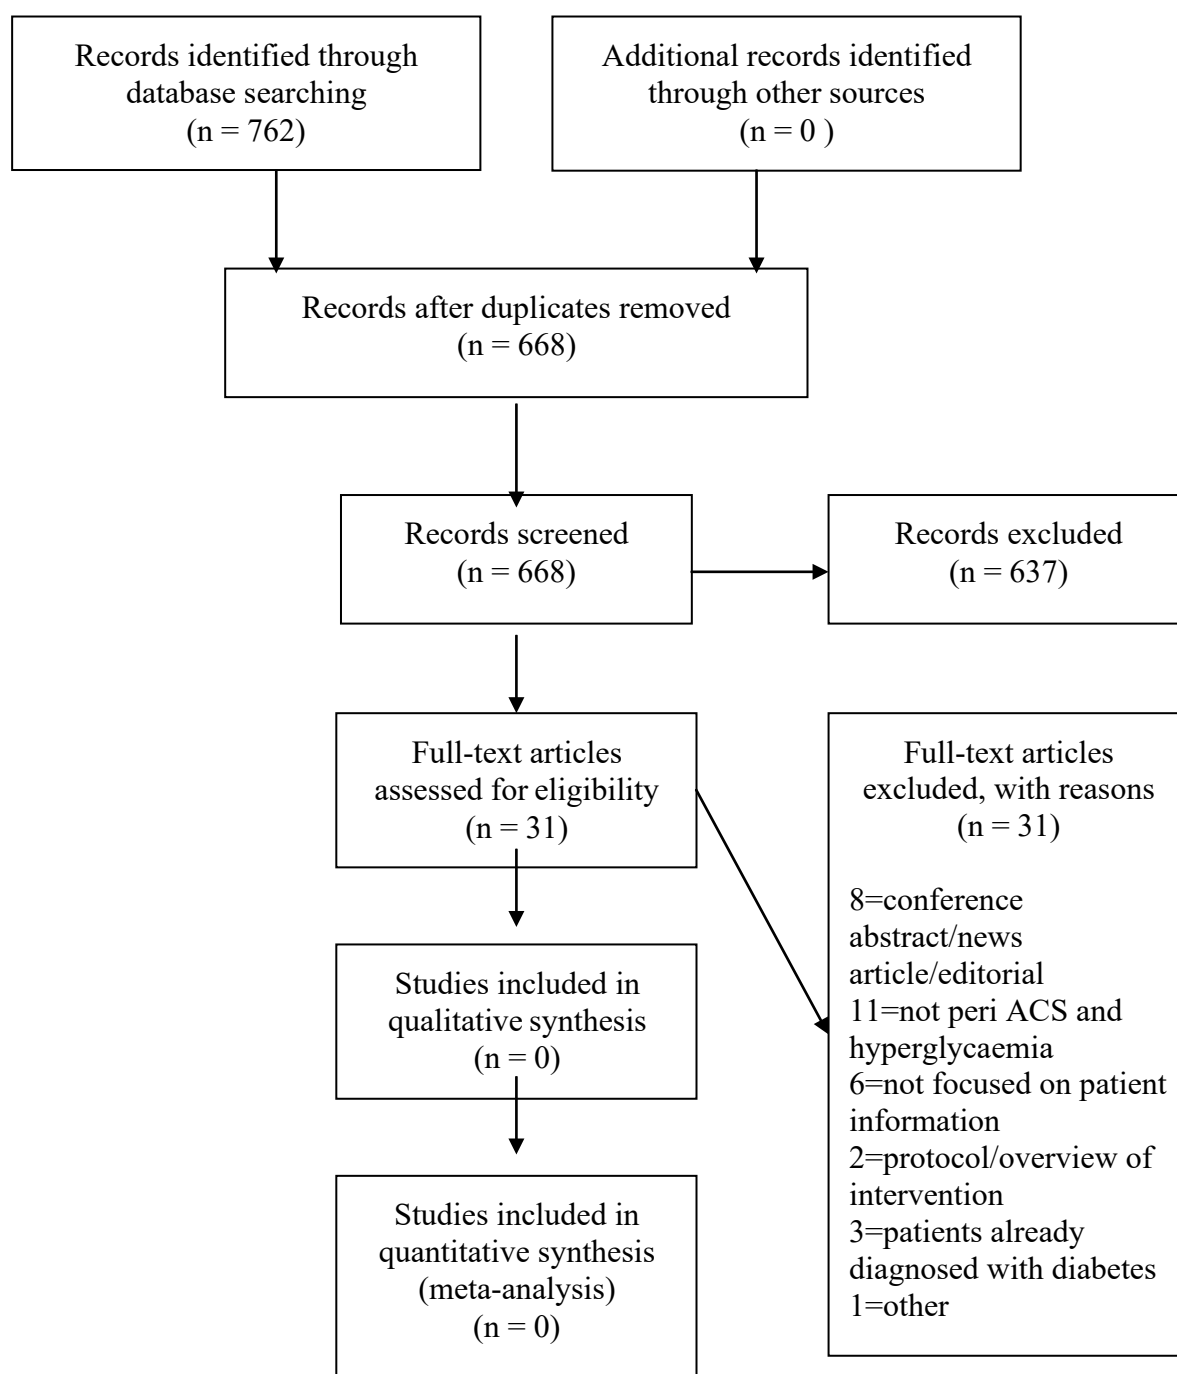 Records identified through
database searching
(n = 762)
Additional records identified
through other sources
(n = 0 )
Records after duplicates removed
(n = 668)
Records screened
(n = 668)
Records excluded
(n = 637)
Full-text articles
assessed for eligibility
(n = 31)
Full-text articles
excluded, with reasons
(n = 31)
8=conference
abstract/news
article/editorial
11=not peri ACS and
hyperglycaemia
6=not focused on patient
information
2=protocol/overview of
intervention
3=patients already
diagnosed with diabetes
1=other
Studies included in
qualitative synthesis
(n = 0)
Studies included in
quantitative synthesis
(meta-analysis)
(n = 0)